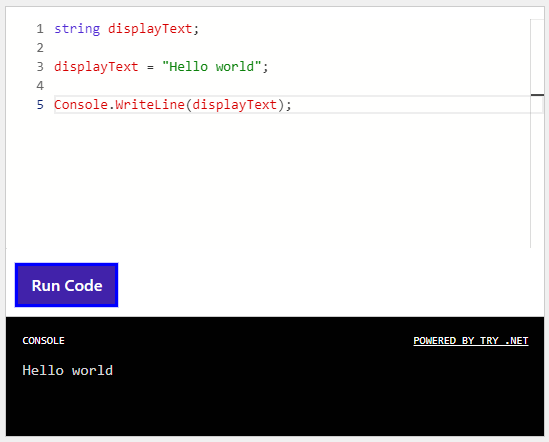 1 string displayText;
2
3 displayText = "Hello world";
4
5 Console.WriteLine(displayText);
Run Code
CONSOLE POWERED BY TRY .NET
Hello world